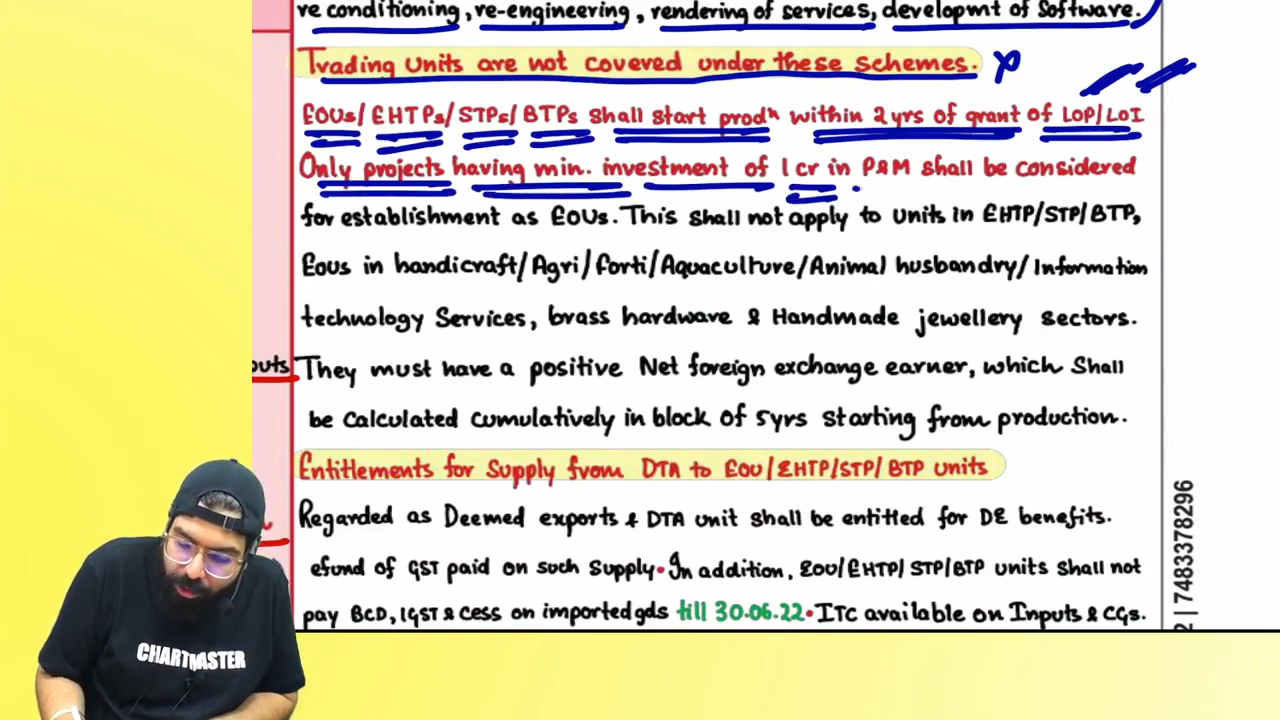 re conditioning, re-engineering, rendering of services, developmt of Software.
Trading Units are not covered under these schemes.
EOUs/ EHTPs/ STPs/ BTPs shall start prodn within 2yrs of grant of LOP/LOI
Only projects having min. investment of 1 cr in P&M shall be considered
for establishment as EOUs. This shall not apply to units in EHTP/STP/BTP,
Eous in handicraft/Agri/forti/Aquaculture/Animal husbandry/Information
technology Services, brass hardware & Handmade jewellery sectors.
outs They must have a positive Net foreign exchange earner, which Shall
be Calculated Cumulatively in block of 5yrs starting from production.
Entitlements for Supply from DTA to EOU/EHTP/STP/ BTP units
Regarded as Deemed exports & DTA unit shall be entitled for DE benefits.
efund of GST paid on such supply • In addition, EOU/EHTP/ STP/BTP units shall not
pay BCD, IGST & Cess on imported gds till 30.06.22 • ITC available on Inputs & CGs.
CHARTMASTER
2 | 7483378296